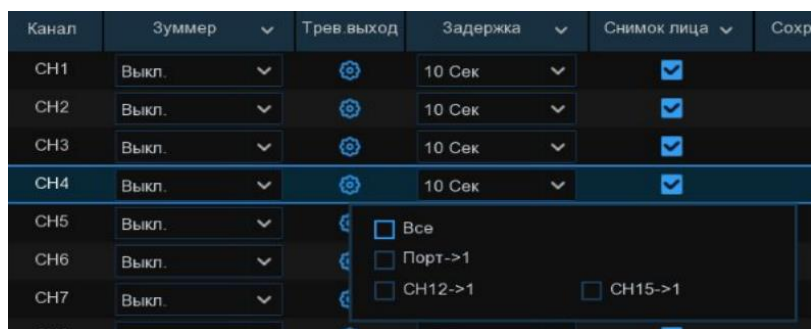 Канал Зуммер Трев.выход Задержка Снимок лица Сохр
CH1 Выкл. 10 Сек
CH2 Выкл. 10 Сек
CH3 Выкл. 10 Сек
CH4 Выкл. 10 Сек
CH5 Выкл. Все
CH6 Выкл. Порт->1
CH7 Выкл. CH12->1 CH15->1